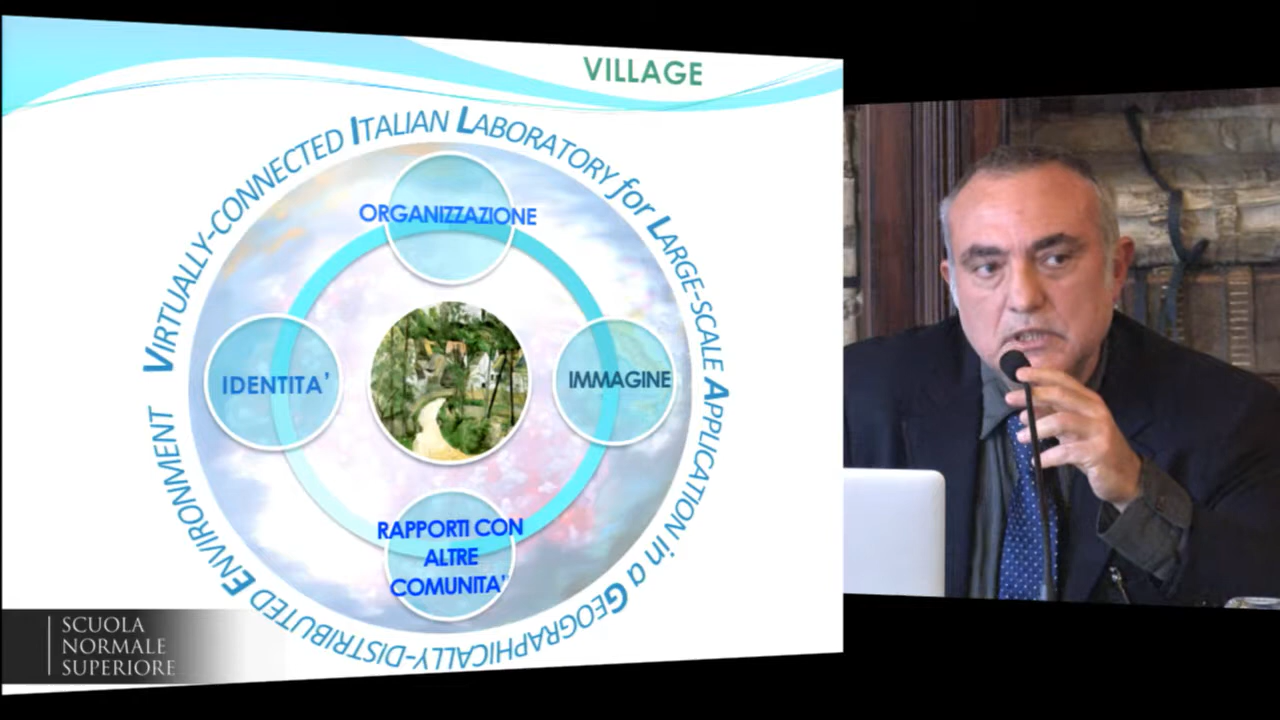 VILLAGE
VIRTUALLY-CONNECTED ITALIAN LABORATORY for LARGE-SCALE APPLICATION in a GEOGRAPHICALLY-DISTRIBUTED ENVIRONMENT
ORGANIZZAZIONE
IDENTITA'
IMMAGINE
RAPPORTI CON
ALTRE
COMUNITA'
SCUOLA
NORMALE
SUPERIORE